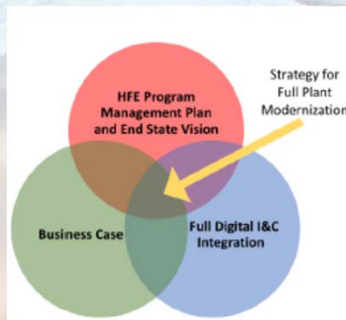 Strategy for
Full Plant
Modernization
HFE Program
Management Plan
and End State Vision
Business Case
Full Digital I&C
Integration